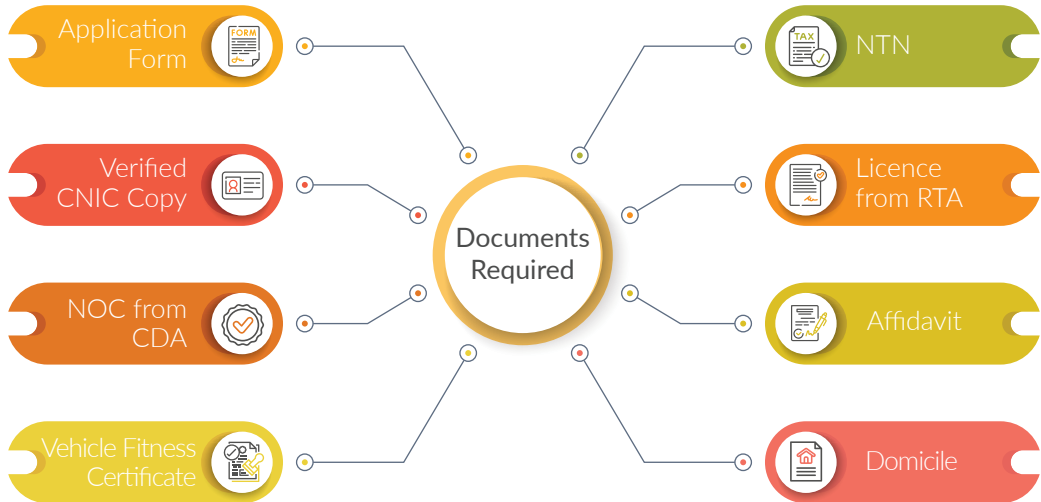 Application
Form
FORM
Verified
CNIC Copy
NOC from
CDA
Vehicle Fitness
Certificate
Documents
Required
TAX
NTN
Licence
from RTA
Affidavit
Domicile